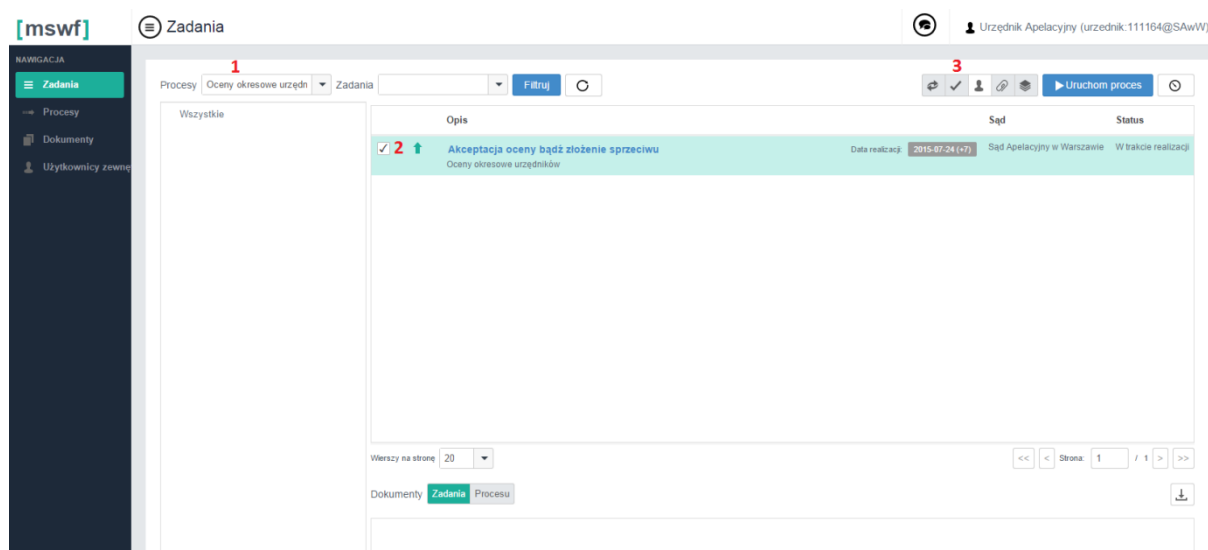 [mswf]
Zadania
Urzędnik Apelacyjny (urzednik:111164@SAwW)
NAWIGACJA
Zadania
Procesy
Dokumenty
Użytkownicy zewnę
1
3
Procesy Oceny okresowe urzędn Zadania Filtruj Uruchom proces
Wszystkie
Opis Sąd Status
2 Akceptacja oceny bądź złożenie sprzeciwu Data realizacji: 2015-07-24 (+7) Sąd Apelacyjny w Warszawie W trakcie realizacji
Oceny okresowe urzędników
Wierszy na stronę 20 << < Strona: 1 / 1 > >>
Dokumenty Zadania Procesu